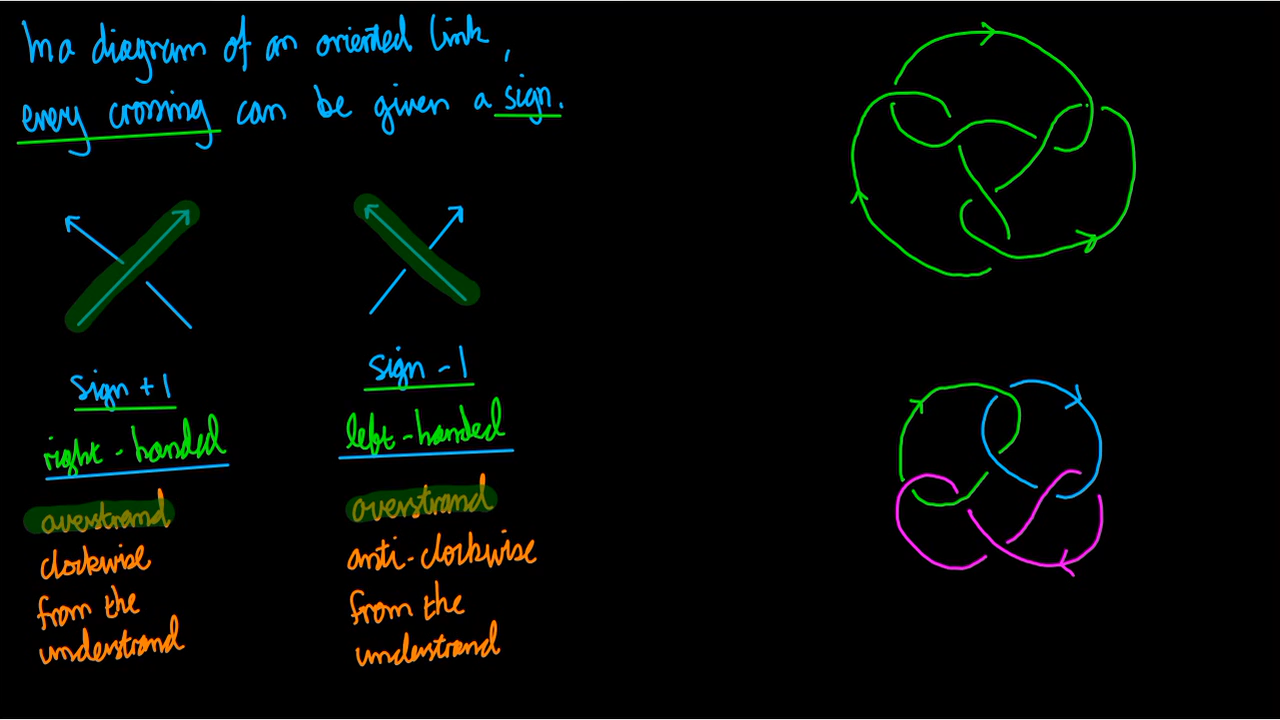 In a diagram of an oriented link,
every crossing can be given a sign.
sign +1
right-handed
overstrand
clockwise
from the
understrand
sign -1
left-handed
overstrand
anti-clockwise
from the
understrand